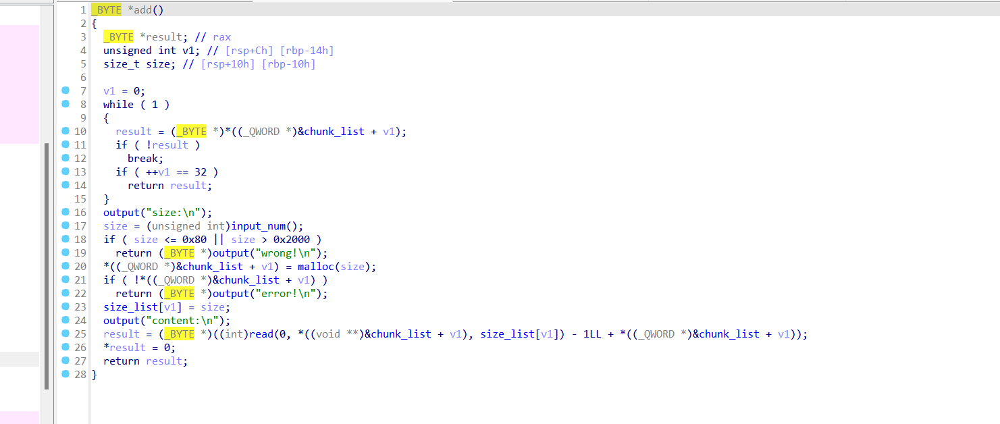 1 _BYTE *add()
2 {
3 _BYTE *result; // rax
4 unsigned int v1; // [rsp+Ch] [rbp-14h]
5 size_t size; // [rsp+10h] [rbp-10h]
6
7 v1 = 0;
8 while ( 1 )
9 {
10 result = (_BYTE *)*((_QWORD *)&chunk_list + v1);
11 if ( !result )
12 break;
13 if ( ++v1 == 32 )
14 return result;
15 }
16 output("size:\n");
17 size = (unsigned int)input_num();
18 if ( size <= 0x80 || size > 0x2000 )
19 return (_BYTE *)output("wrong!\n");
20 *((_QWORD *)&chunk_list + v1) = malloc(size);
21 if ( !*((_QWORD *)&chunk_list + v1) )
22 return (_BYTE *)output("error!\n");
23 size_list[v1] = size;
24 output("content:\n");
25 result = (_BYTE *)((int)read(0, *((void **)&chunk_list + v1), size_list[v1]) - 1LL + *((_QWORD *)&chunk_list + v1));
26 *result = 0;
27 return result;
28 }